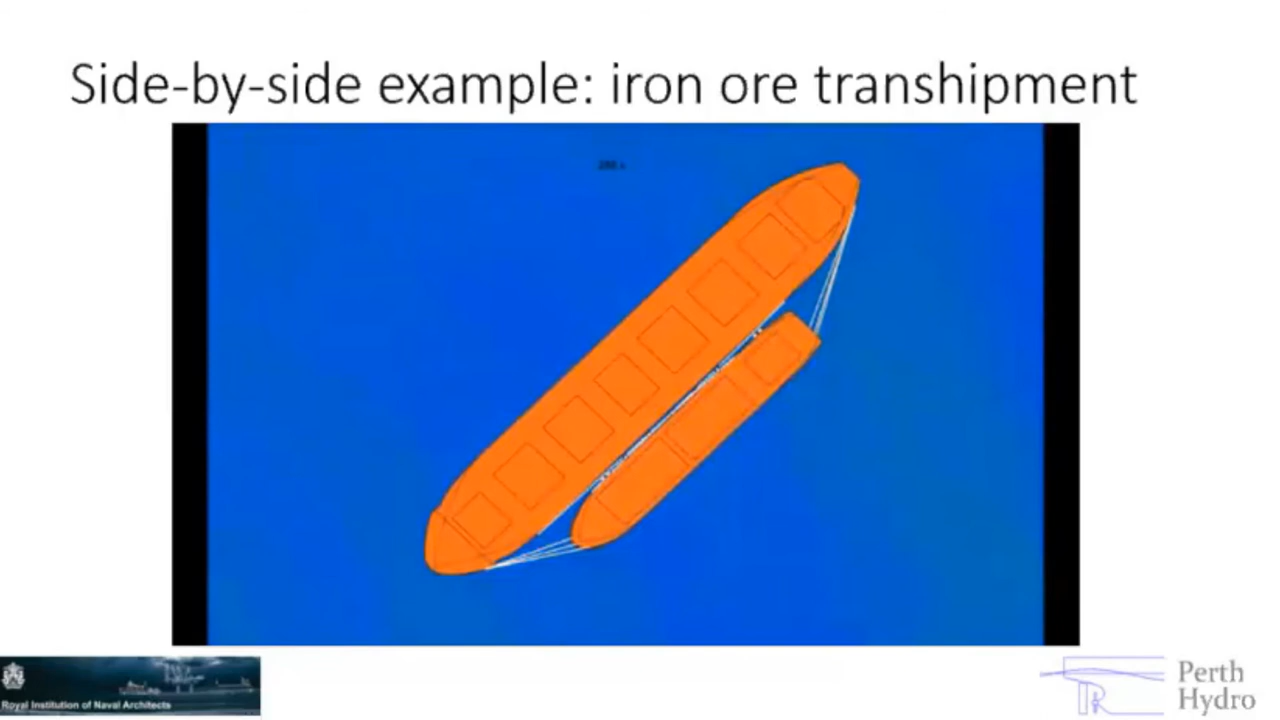 Side-by-side example: iron ore transhipment
Royal Institution of Naval Architects
Perth
Hydro